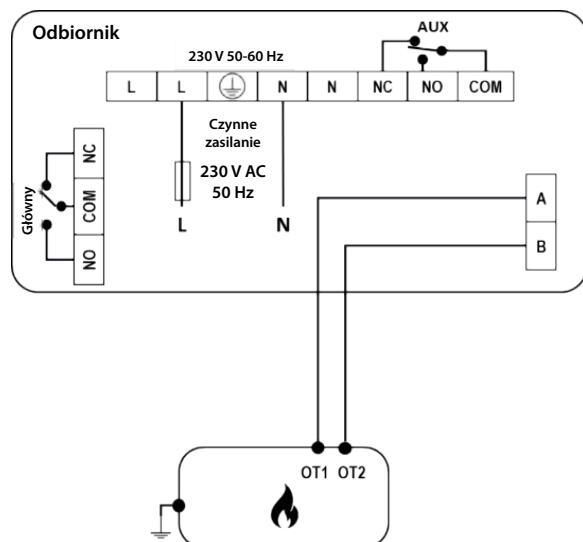 Odbiornik
AUX
230 V 50-60 Hz
L L N N NC NO COM
Czynne
zasilanie
230 V AC
50 Hz
L N
Główny
NC
COM
NO
A
B
OT1 OT2